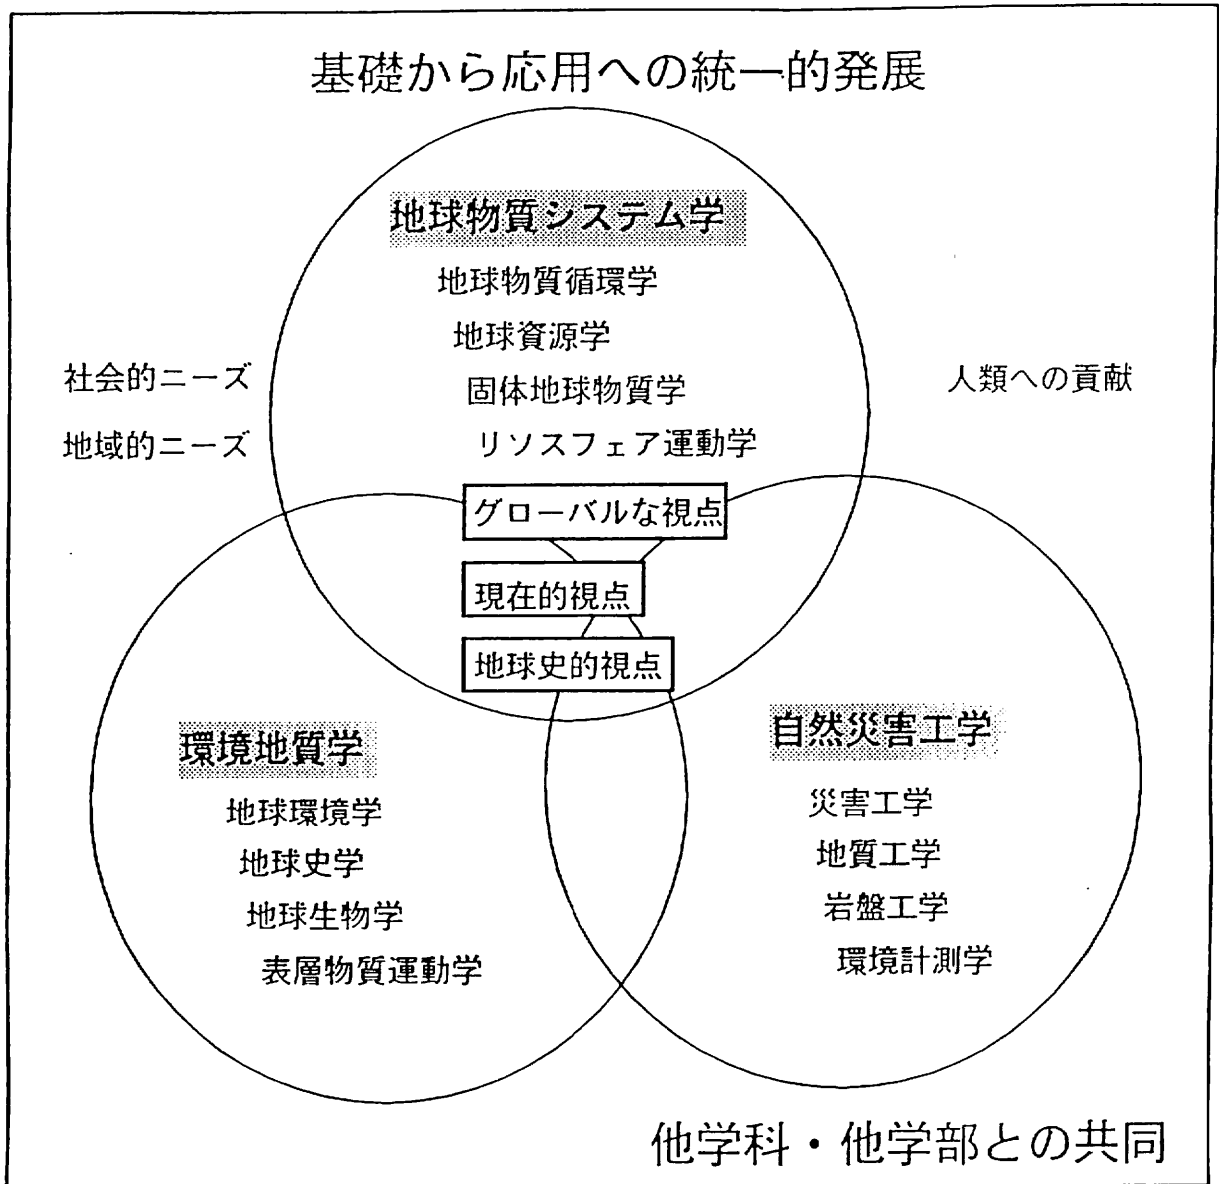 基礎から応用への統一的発展
地球物質システム学
地球物質循環学
地球資源学
固体地球物質学
リソスフェア運動学
社会的ニーズ
地域的ニーズ
人類への貢献
グローバルな視点
現在的視点
地球史的視点
環境地質学
地球環境学
地球史学
地球生物学
表層物質運動学
自然災害工学
災害工学
地質工学
岩盤工学
環境計測学
他学科・他学部との共同